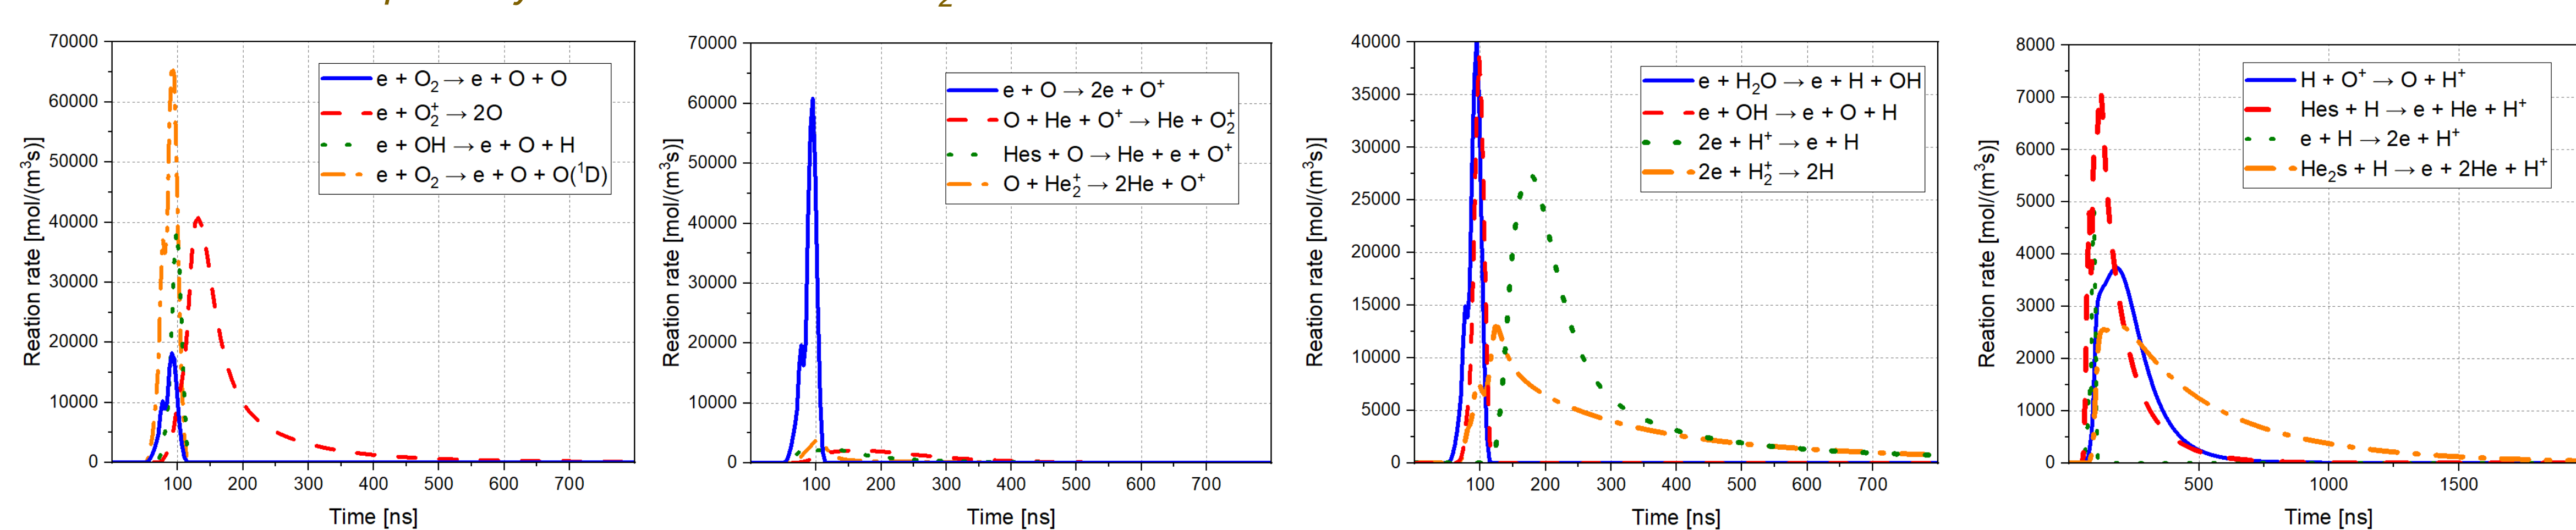 2
70000
60000
50000
40000
30000
20000
10000
0
100 200 300 400 500 600 700
Reation rate [mol/(m³s)]
Time [ns]
e + O₂ → e + O + O
e + O₂⁺ → 2O
e + OH → e + O + H
e + O₂ → e + O + O(¹D)
70000
60000
50000
40000
30000
20000
10000
0
100 200 300 400 500 600 700
Reation rate [mol/(m³s)]
Time [ns]
e + O → 2e + O⁺
O + He + O⁺ → He + O₂⁺
Hes + O → He + e + O⁺
O + He₂⁺ → 2He + O⁺
40000
35000
30000
25000
20000
15000
10000
5000
0
100 200 300 400 500 600 700
Reation rate [mol/(m³s)]
Time [ns]
e + H₂O → e + H + OH
e + OH → e + O + H
2e + H⁺ → e + H
2e + H₂⁺ → 2H
8000
7000
6000
5000
4000
3000
2000
1000
0
500 1000 1500
Reation rate [mol/(m³s)]
Time [ns]
H + O⁺ → O + H⁺
Hes + H → e + He + H⁺
e + H → 2e + H⁺
He₂s + H → e + 2He + H⁺